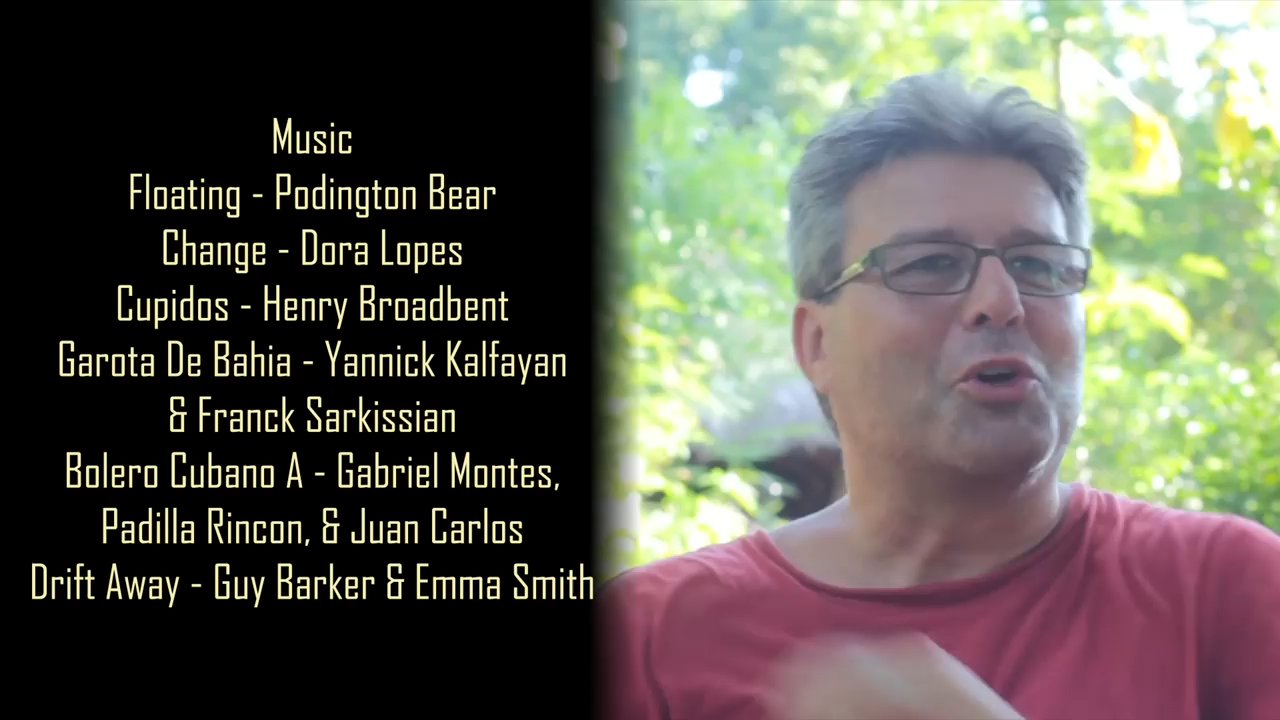 Music
Floating - Podington Bear
Change - Dora Lopes
Cupidos - Henry Broadbent
Garota De Bahia - Yannick Kalfayan
& Franck Sarkissian
Bolero Cubano A - Gabriel Montes,
Padilla Rincon, & Juan Carlos
Drift Away - Guy Barker & Emma Smith